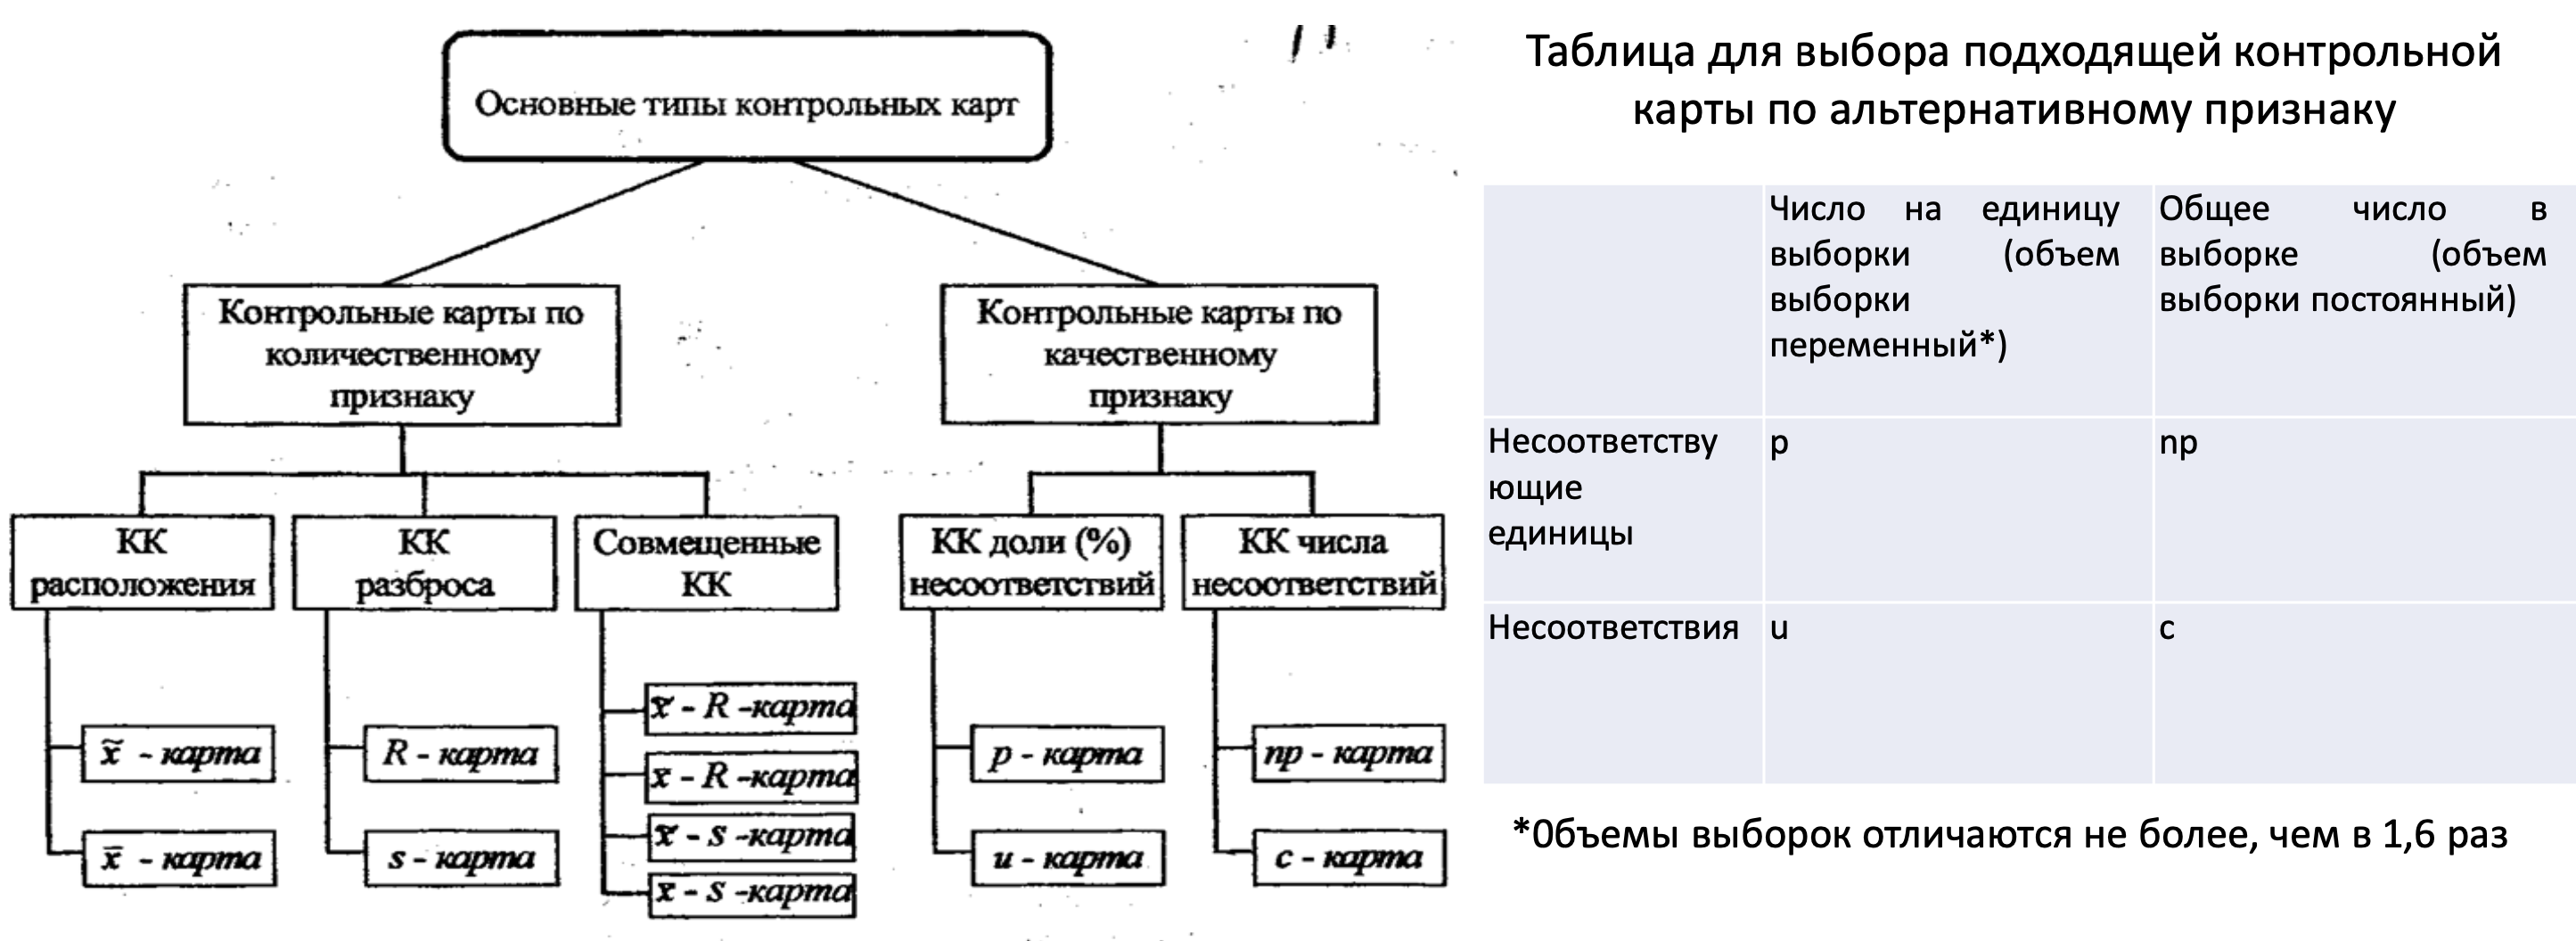 Основные типы контрольных карт
Контрольные карты по
количественному
признаку
Контрольные карты по
качественному
признаку
КК
расположения
КК
разброса
Совмещенные
КК
КК доли (%)
несоответствий
КК числа
несоответствий
x̃ - карта
x̄ - карта
R - карта
s - карта
x̃ - R -карта
x̄ - R -карта
x̃ - s -карта
x̄ - s -карта
p - карта
u - карта
np - карта
c - карта
Таблица для выбора подходящей контрольной
карты по альтернативному признаку
Число на единицу
выборки (объем
выборки
переменный*)
Общее число в
выборке (объем
выборки постоянный)
Несоответству
ющие
единицы
p
np
Несоответствия
u
c
*Объемы выборок отличаются не более, чем в 1,6 раз